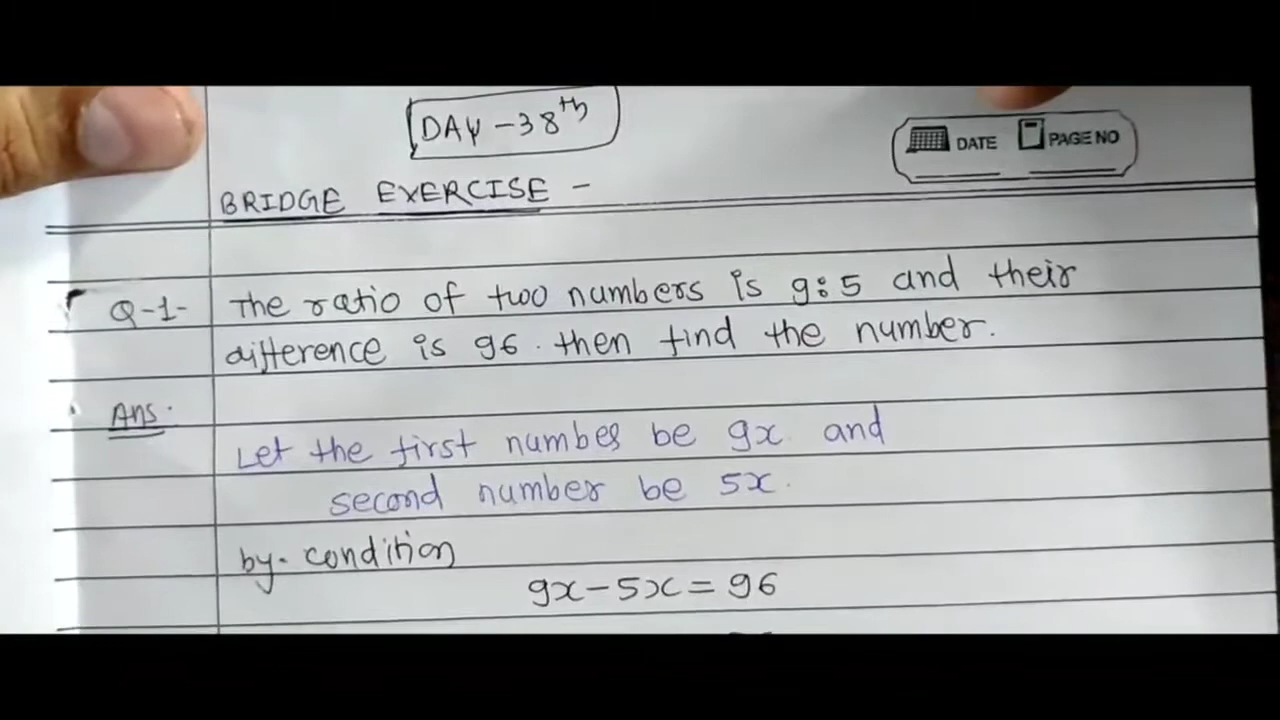 DAY - 38th
DATE PAGE NO
BRIDGE EXERCISE -
Q-1- The ratio of two numbers is 9:5 and their
difference is 96. then find the number.
Ans.
Let the first number be 9x and
second number be 5x.
by. condition
9x - 5x = 96